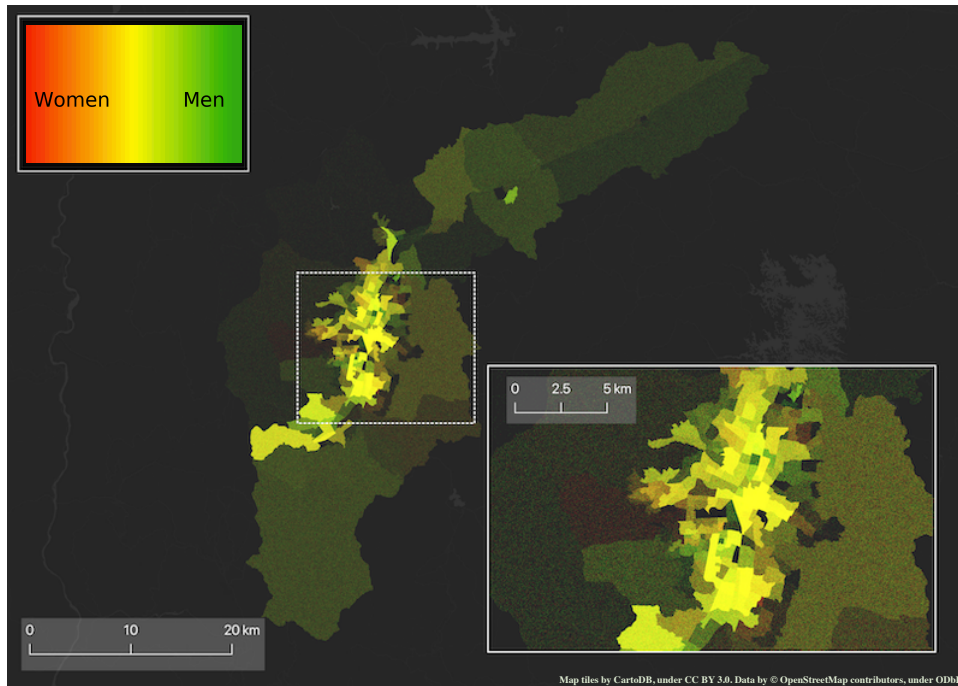 Women Men
0 2.5 5 km
0 10 20 km
Map tiles by CartoDB, under CC BY 3.0. Data by © OpenStreetMap contributors, under ODbl